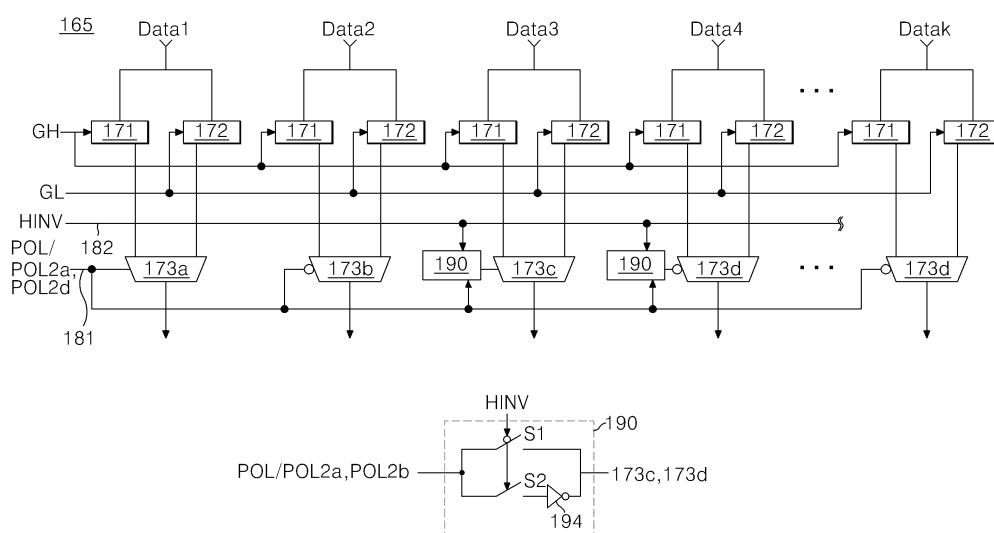 165
Data1 Data2 Data3 Data4 Datak
GH 171 172 171 172 171 172 171 172 ... 171 172
GL
HINV
182
POL/
POL2a,
POL2d
173a 173b 190 173c 190 173d ... 173d
181
HINV
190
S1
POL/POL2a,POL2b
173c,173d
S2
194